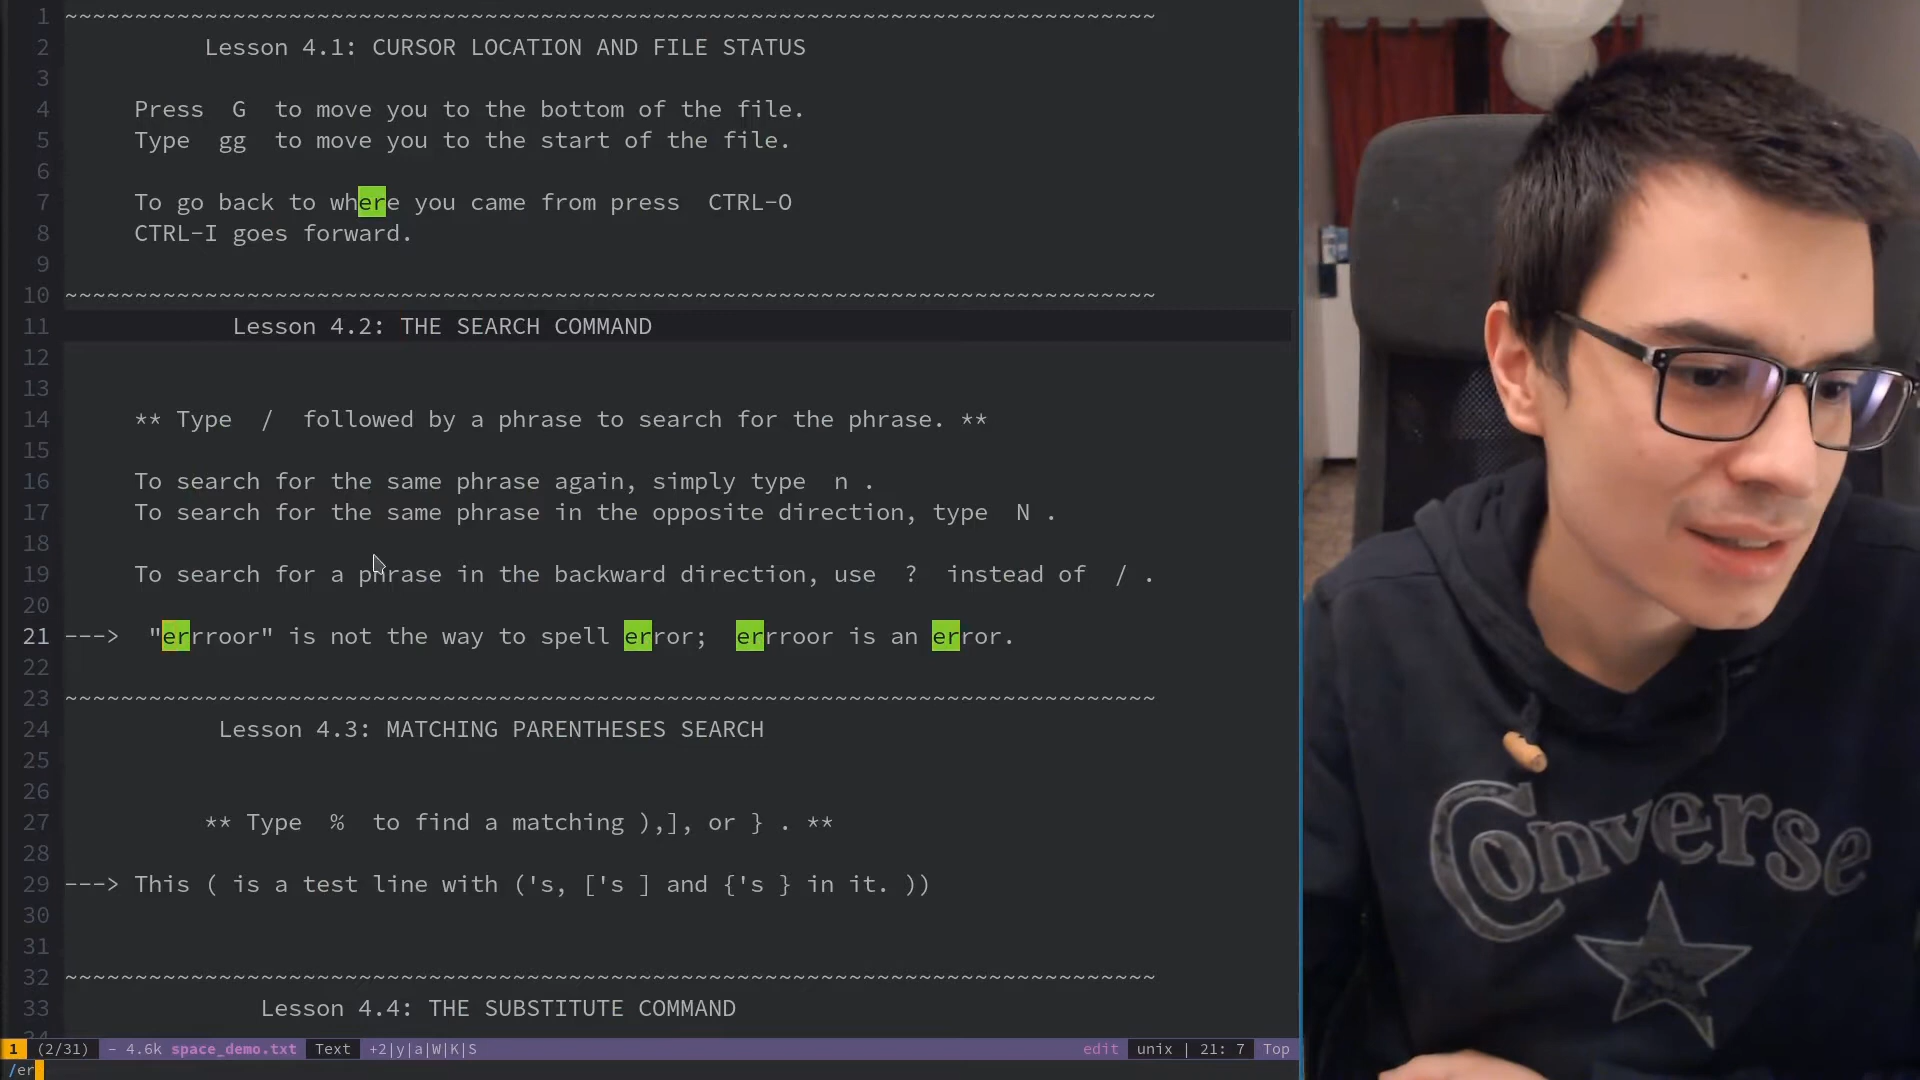 1 ~~~~~~~~~~~~~~~~~~~~~~~~~~~~~~~~~~~~~~~~~~~~~~~~~~~~~~~~~~~~~~~~~~~~~~~~~~~~~~
2 Lesson 4.1: CURSOR LOCATION AND FILE STATUS
3
4 Press G to move you to the bottom of the file.
5 Type gg to move you to the start of the file.
6
7 To go back to where you came from press CTRL-O
8 CTRL-I goes forward.
9
10 ~~~~~~~~~~~~~~~~~~~~~~~~~~~~~~~~~~~~~~~~~~~~~~~~~~~~~~~~~~~~~~~~~~~~~~~~~~~~~~
11 Lesson 4.2: THE SEARCH COMMAND
12
13
14 ** Type / followed by a phrase to search for the phrase. **
15
16 To search for the same phrase again, simply type n .
17 To search for the same phrase in the opposite direction, type N .
18
19 To search for a phrase in the backward direction, use ? instead of / .
20
21 ---> "errroor" is not the way to spell error; errroor is an error.
22
23 ~~~~~~~~~~~~~~~~~~~~~~~~~~~~~~~~~~~~~~~~~~~~~~~~~~~~~~~~~~~~~~~~~~~~~~~~~~~~~~
24 Lesson 4.3: MATCHING PARENTHESES SEARCH
25
26
27 ** Type % to find a matching ),], or } . **
28
29 ---> This ( is a test line with ('s, ['s ] and {'s } in it. ))
30
31
32 ~~~~~~~~~~~~~~~~~~~~~~~~~~~~~~~~~~~~~~~~~~~~~~~~~~~~~~~~~~~~~~~~~~~~~~~~~~~~~~
33 Lesson 4.4: THE SUBSTITUTE COMMAND
1 (2/31) - 4.6k space_demo.txt Text +2|y|a|W|K|S edit unix | 21: 7 Top
/er
Converse